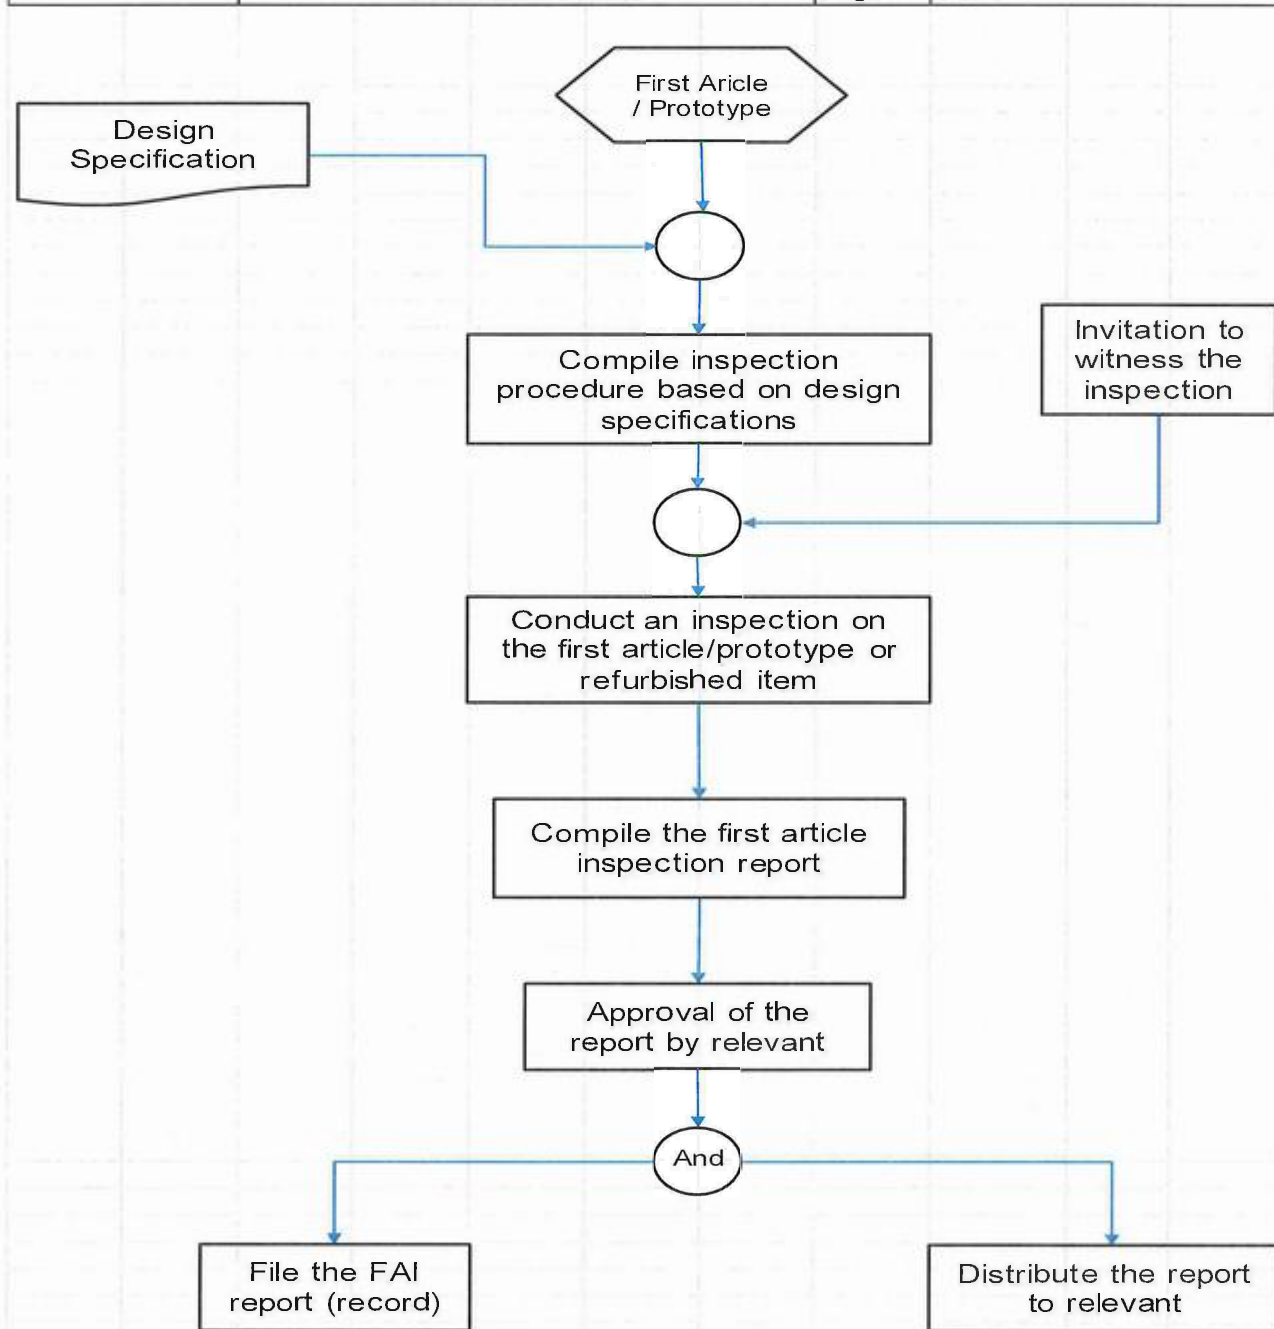 First Aricle
/ Prototype
Design
Specification
Invitation to
witness the
inspection
Compile inspection
procedure based on design
specifications
Conduct an inspection on
the first article/prototype or
refurbished item
Compile the first article
inspection report
Approval of the
report by relevant
And
File the FAI
report (record)
Distribute the report
to relevant